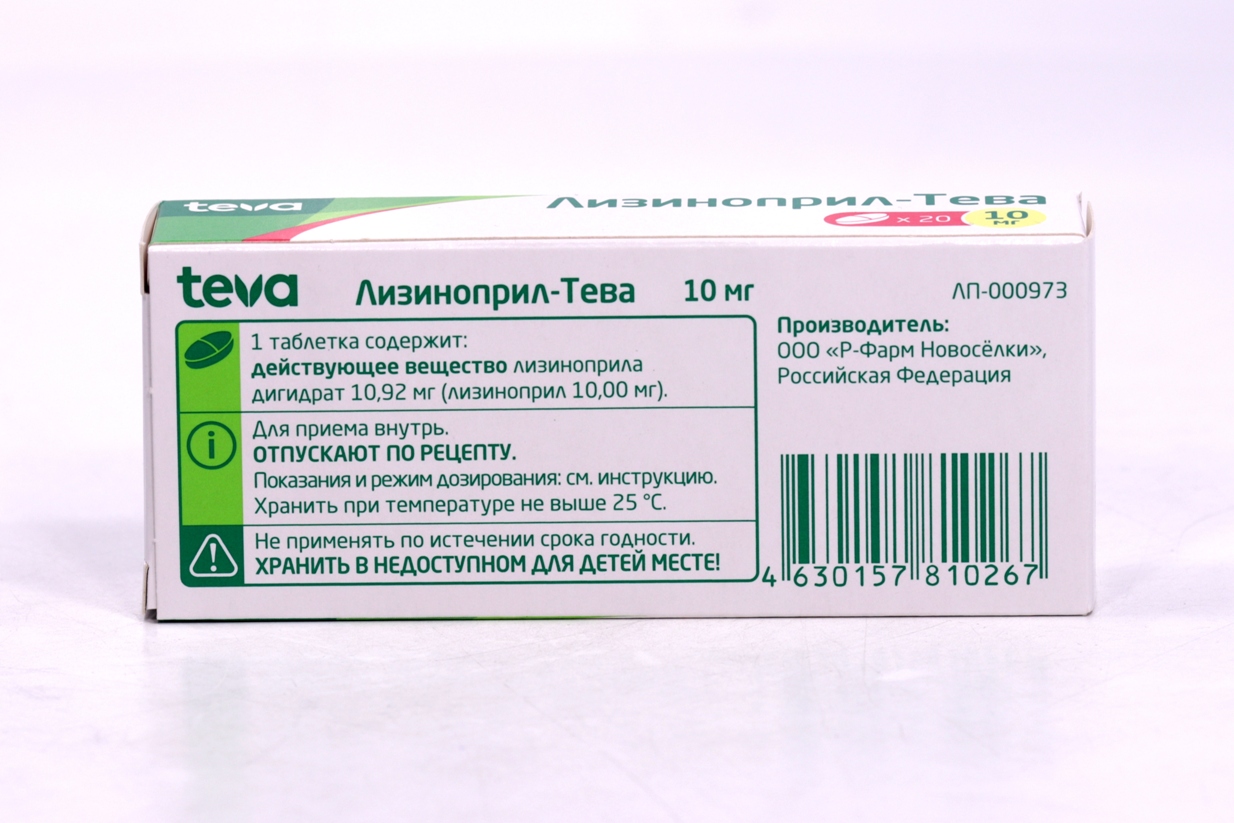 teva
Лизиноприл-Тева
x 20
10 мг
teva Лизиноприл-Тева 10 мг
1 таблетка содержит:
действующее вещество лизиноприла
дигидрат 10,92 мг (лизиноприл 10,00 мг).
Для приема внутрь.
ОТПУСКАЮТ ПО РЕЦЕПТУ.
Показания и режим дозирования: см. инструкцию.
Хранить при температуре не выше 25 °С.
Не применять по истечении срока годности.
ХРАНИТЬ В НЕДОСТУПНОМ ДЛЯ ДЕТЕЙ МЕСТЕ!
ЛП-000973
Производитель:
ООО «Р-Фарм Новосёлки»,
Российская Федерация
4 630157 810267